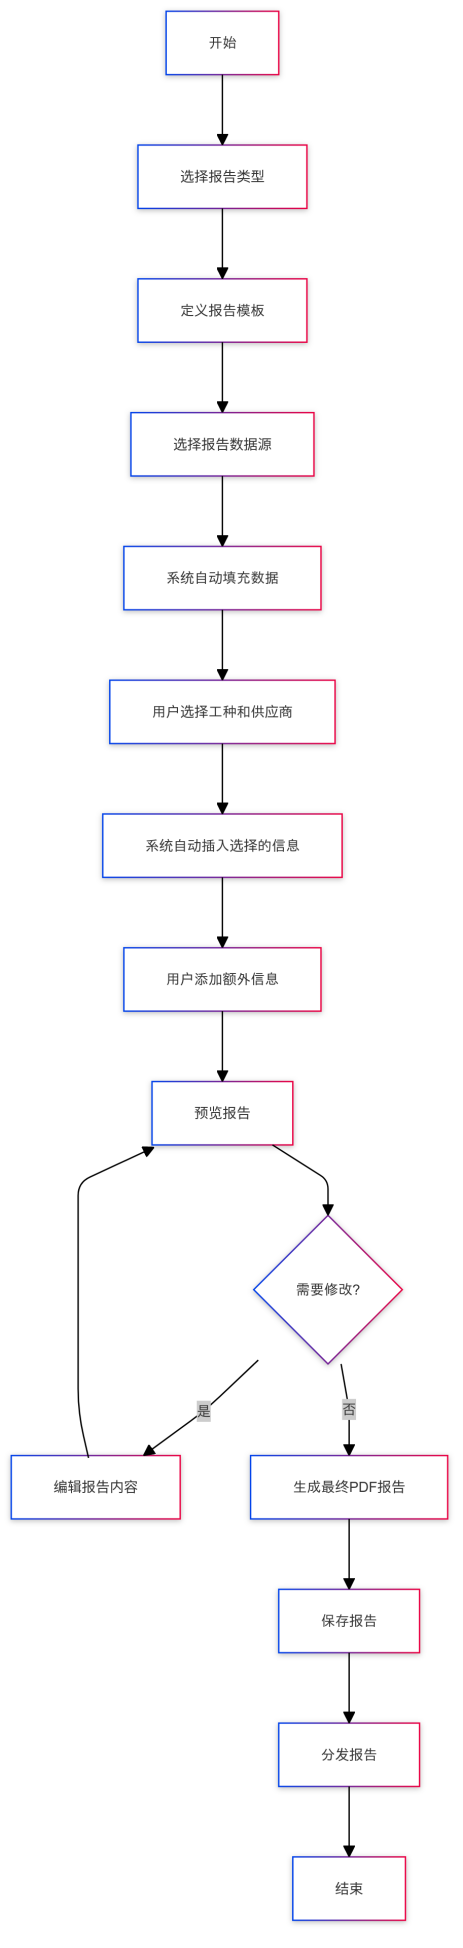 开始
选择报告类型
定义报告模板
选择报告数据源
系统自动填充数据
用户选择工种和供应商
系统自动插入选择的信息
用户添加额外信息
预览报告
需要修改?
是
否
编辑报告内容
生成最终PDF报告
保存报告
分发报告
结束